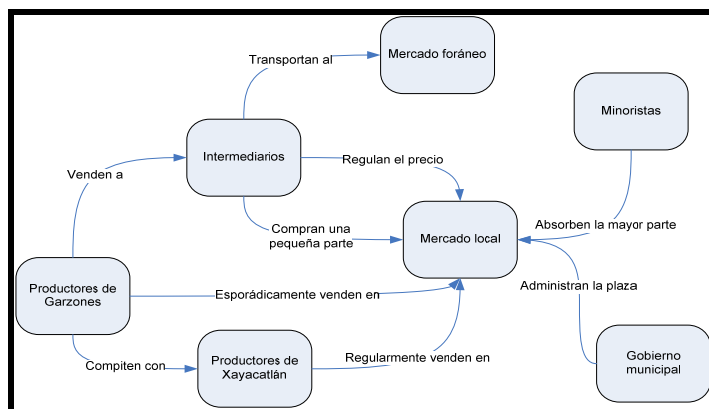 Transportan al
Mercado foráneo
Minoristas
Intermediarios
Regulan el precio
Venden a
Compran una
pequeña parte
Mercado local
Absorben la mayor parte
Productores de
Garzones
Esporádicamente venden en
Administran la plaza
Compiten con
Productores de
Xayacatlán
Regularmente venden en
Gobierno
municipal